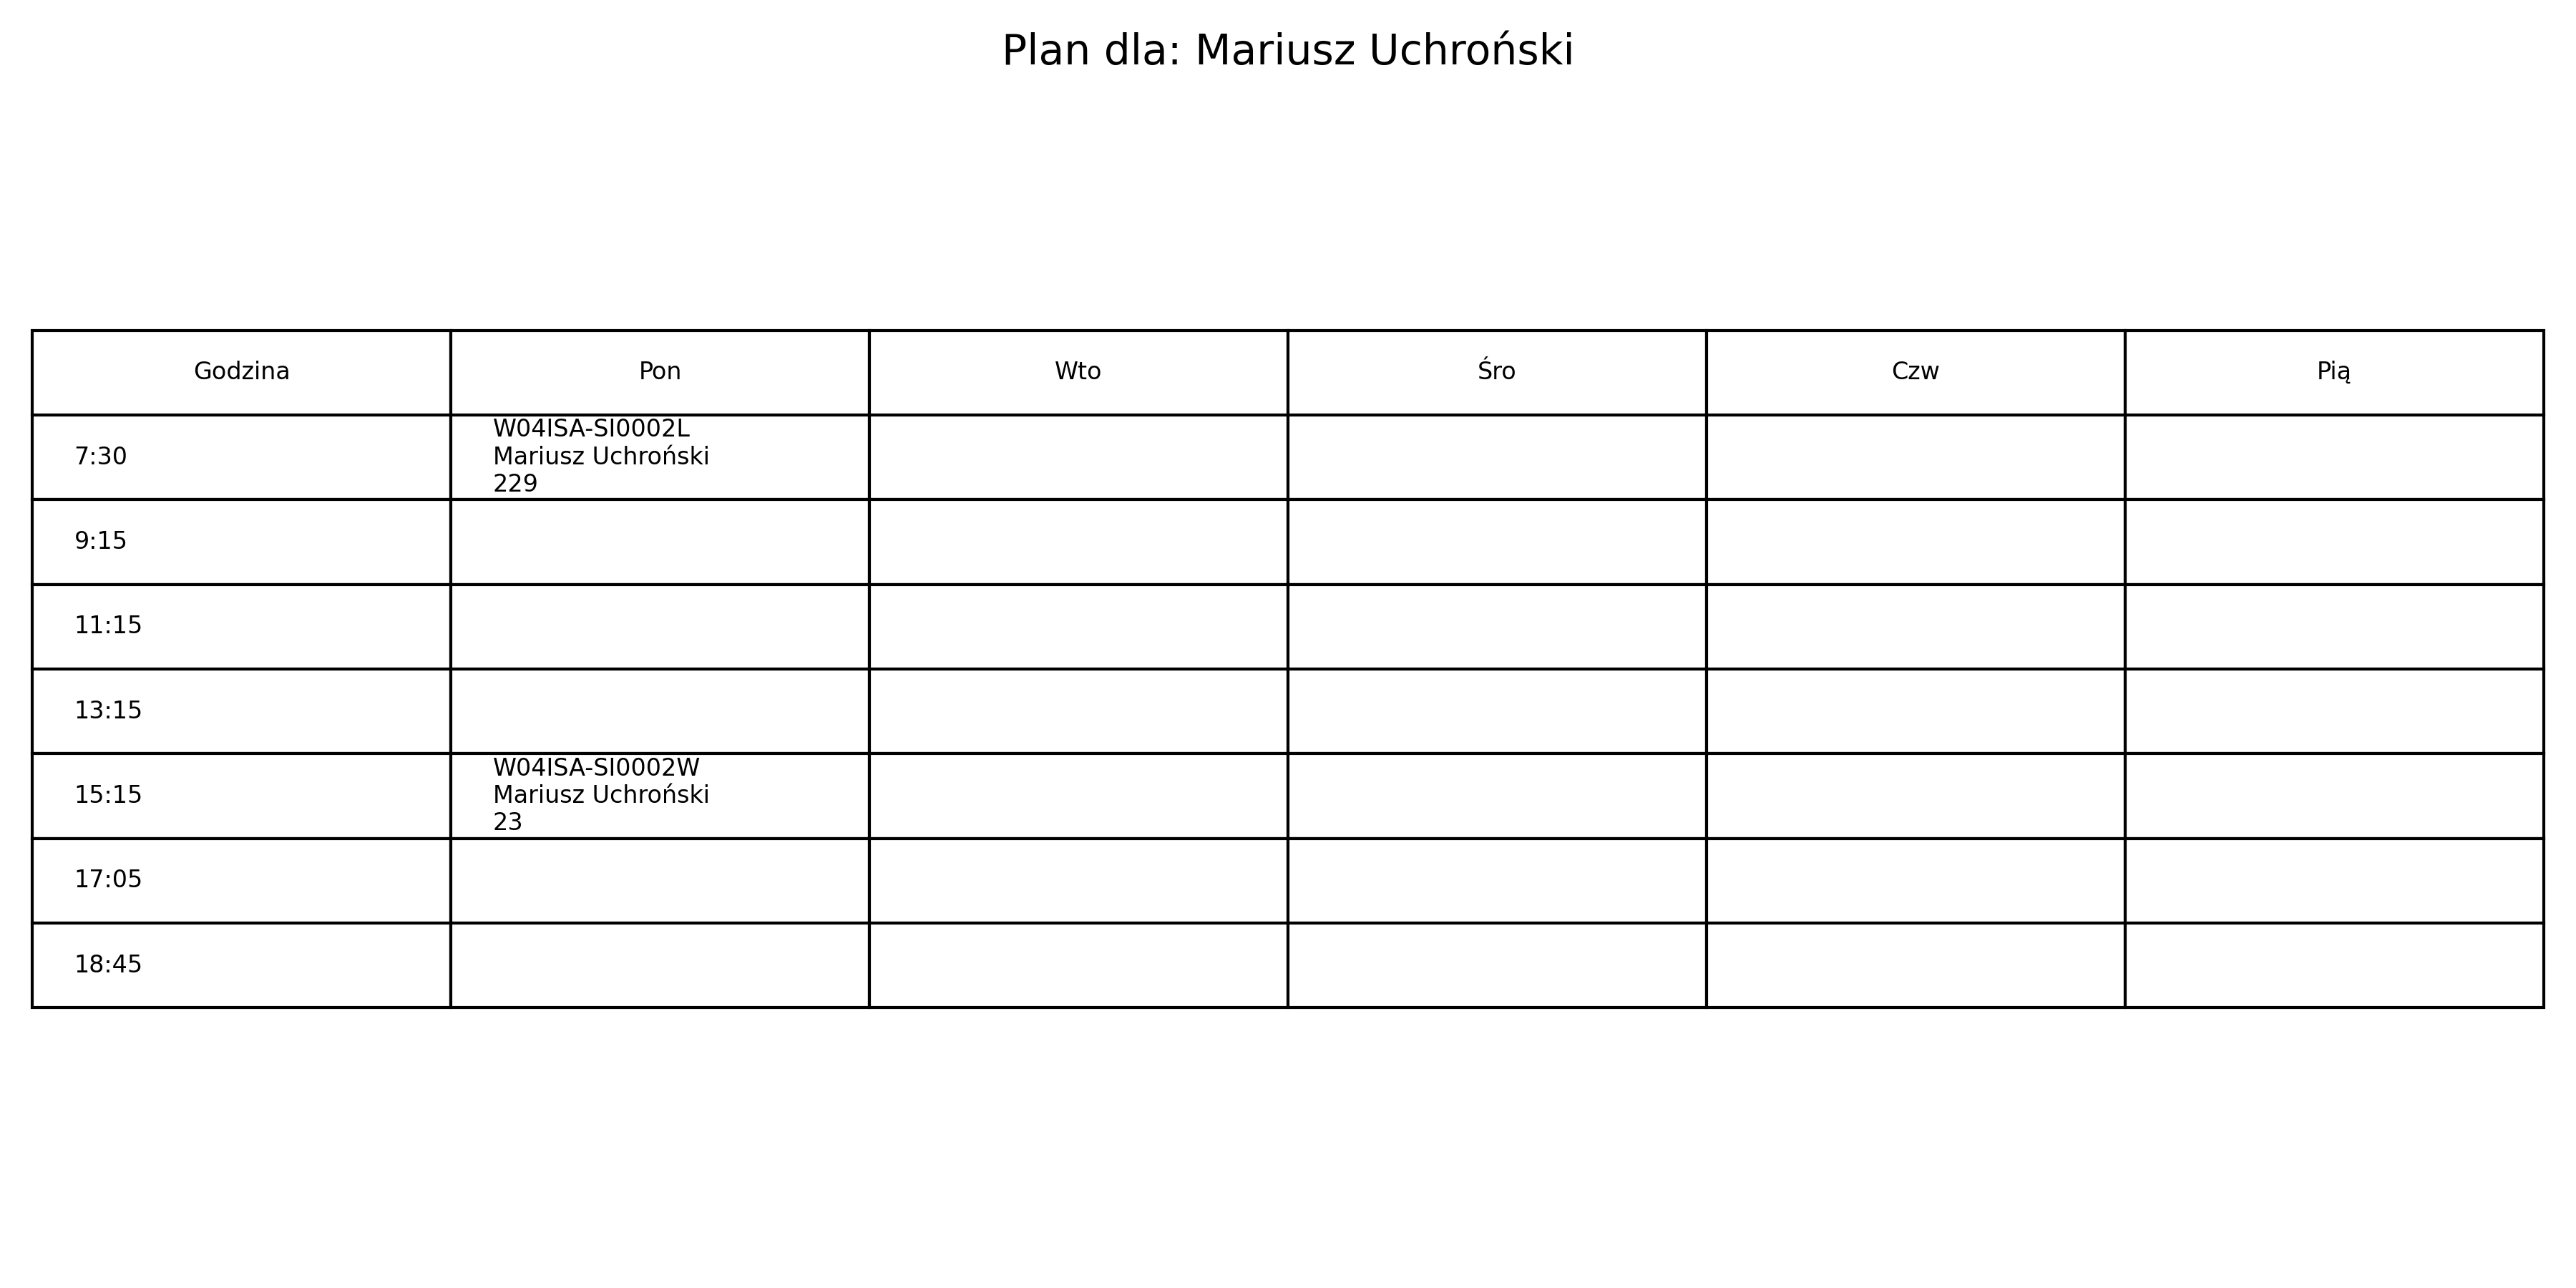 Plan dla: Mariusz Uchroński
Godzina Pon Wto Śro Czw Pią
7:30
W04ISA-SI0002L
Mariusz Uchroński
229
9:15
11:15
13:15
15:15
W04ISA-SI0002W
Mariusz Uchroński
23
17:05
18:45